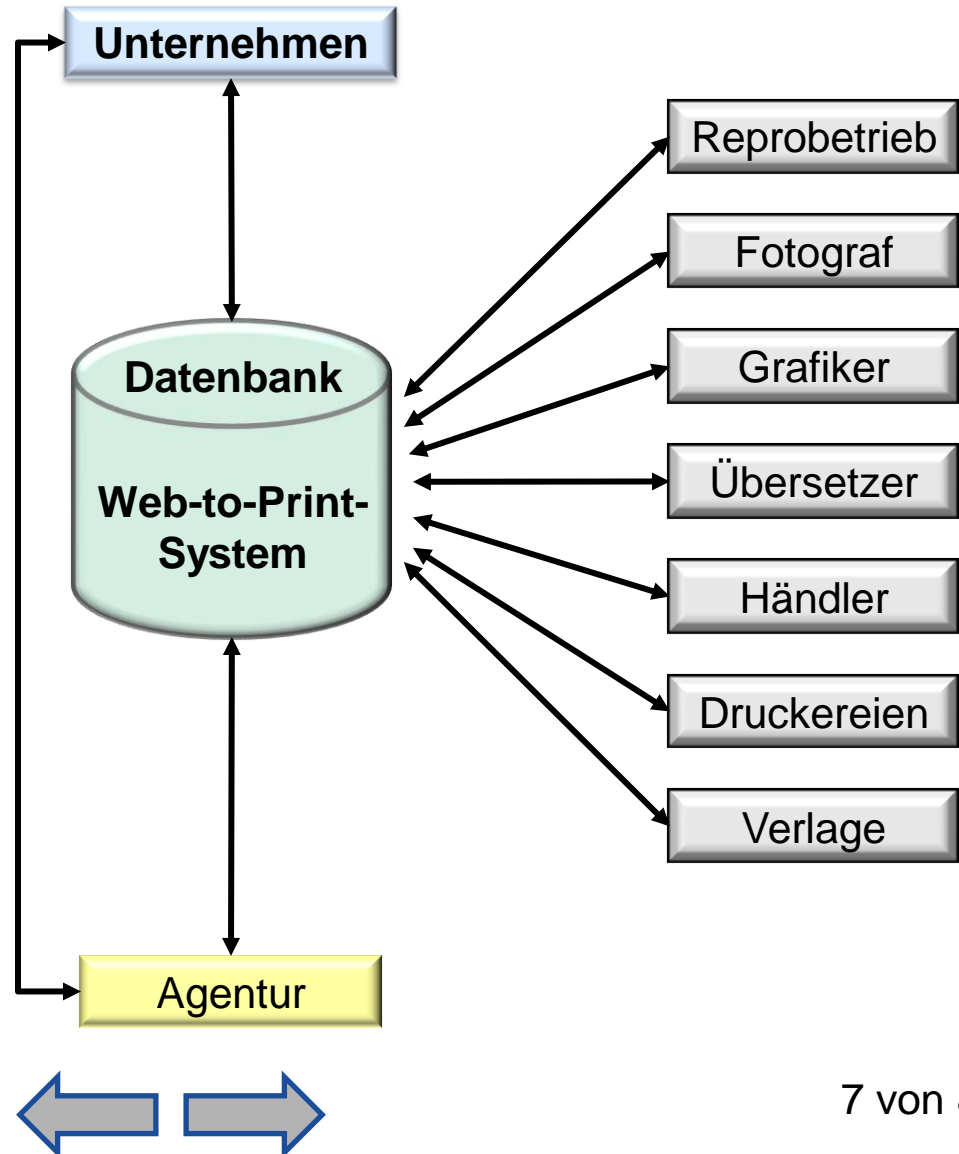 Unternehmen
Reprobetrieb
Fotograf
Datenbank
Grafiker
Web-to-Print-
System
Übersetzer
Händler
Druckereien
Verlage
Agentur
7 von